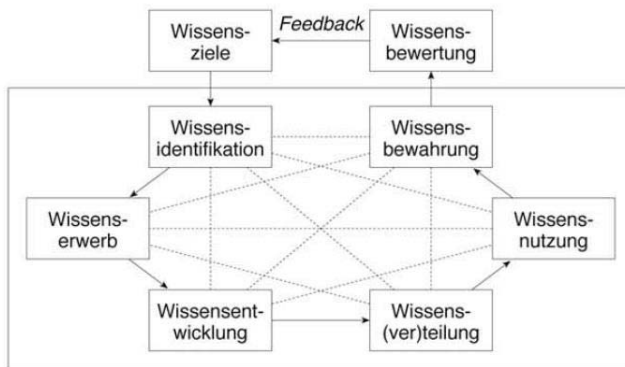 Wissens-
ziele
Feedback
Wissens-
bewertung
Wissens-
identifikation
Wissens-
bewahrung
Wissens-
erwerb
Wissens-
nutzung
Wissensent-
wicklung
Wissens-
(ver)teilung